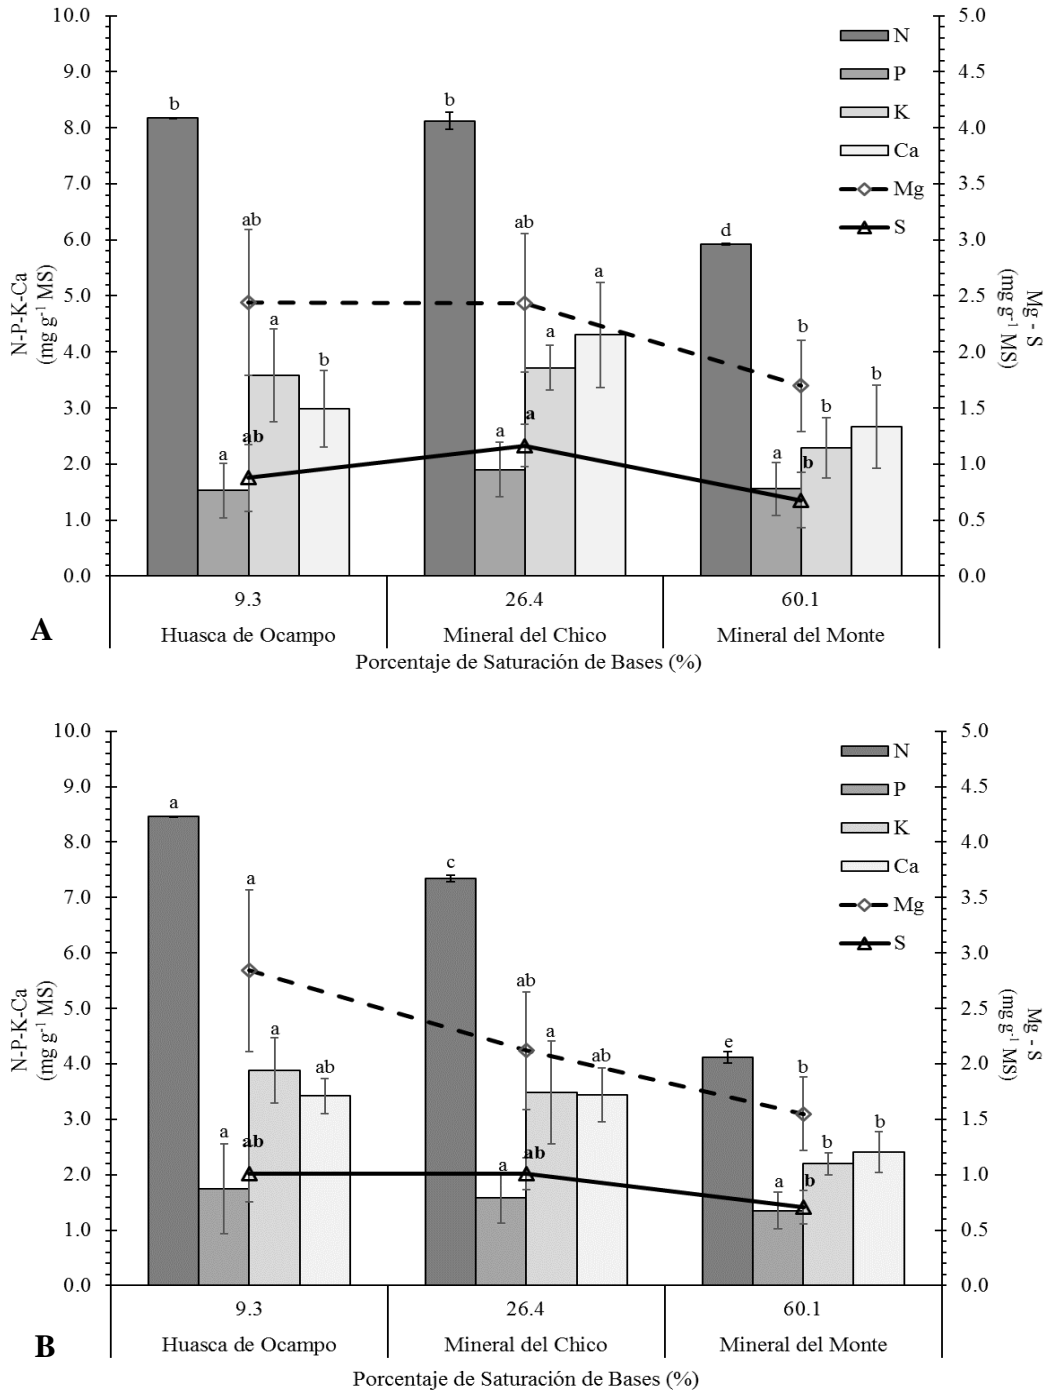 10.0
9.0
8.0
7.0
6.0
5.0
4.0
3.0
2.0
1.0
0.0
N-P-K-Ca
(mg g-1 MS)
5.0
4.5
4.0
3.5
3.0
2.5
2.0
1.5
1.0
0.5
0.0
Mg - S
(mg g-1 MS)
N
P
K
Ca
Mg
S
b
a
ab
ab
a
b
b
a
ab
a
a
a
d
a
b
b
b
b
9.3
26.4
60.1
Huasca de Ocampo
Mineral del Chico
Mineral del Monte
Porcentaje de Saturación de Bases (%)
A
10.0
9.0
8.0
7.0
6.0
5.0
4.0
3.0
2.0
1.0
0.0
N-P-K-Ca
(mg g-1 MS)
5.0
4.5
4.0
3.5
3.0
2.5
2.0
1.5
1.0
0.5
0.0
Mg - S
(mg g-1 MS)
N
P
K
Ca
Mg
S
a
a
a
ab
a
ab
c
a
ab
ab
a
ab
e
a
b
b
b
b
9.3
26.4
60.1
Huasca de Ocampo
Mineral del Chico
Mineral del Monte
Porcentaje de Saturación de Bases (%)
B